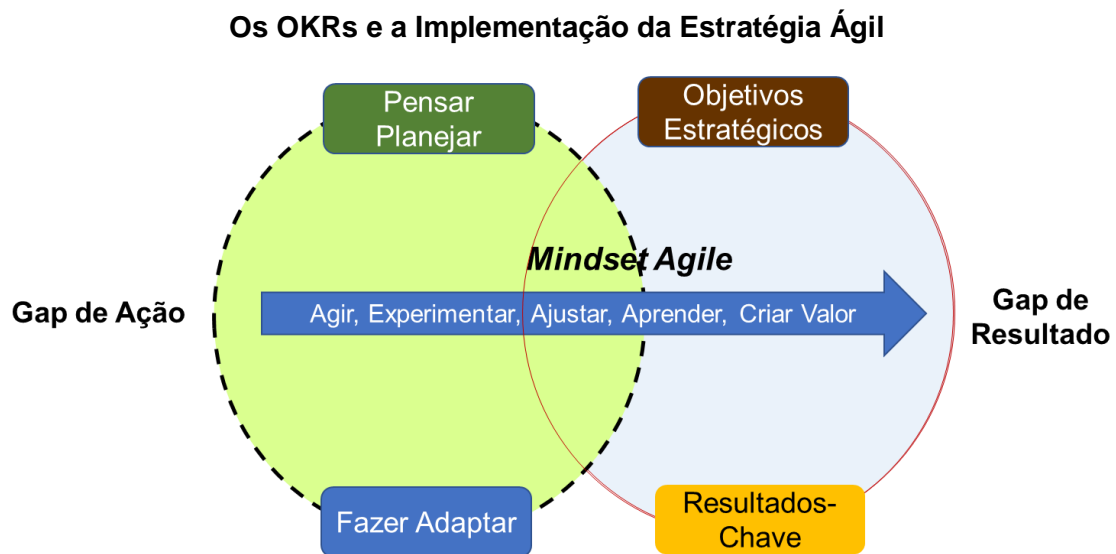 Os OKRs e a Implementação da Estratégia Ágil
Pensar
Planejar
Objetivos
Estratégicos
Mindset Agile
Gap de Ação
Agir, Experimentar, Ajustar, Aprender, Criar Valor
Gap de
Resultado
Fazer Adaptar
Resultados-
Chave